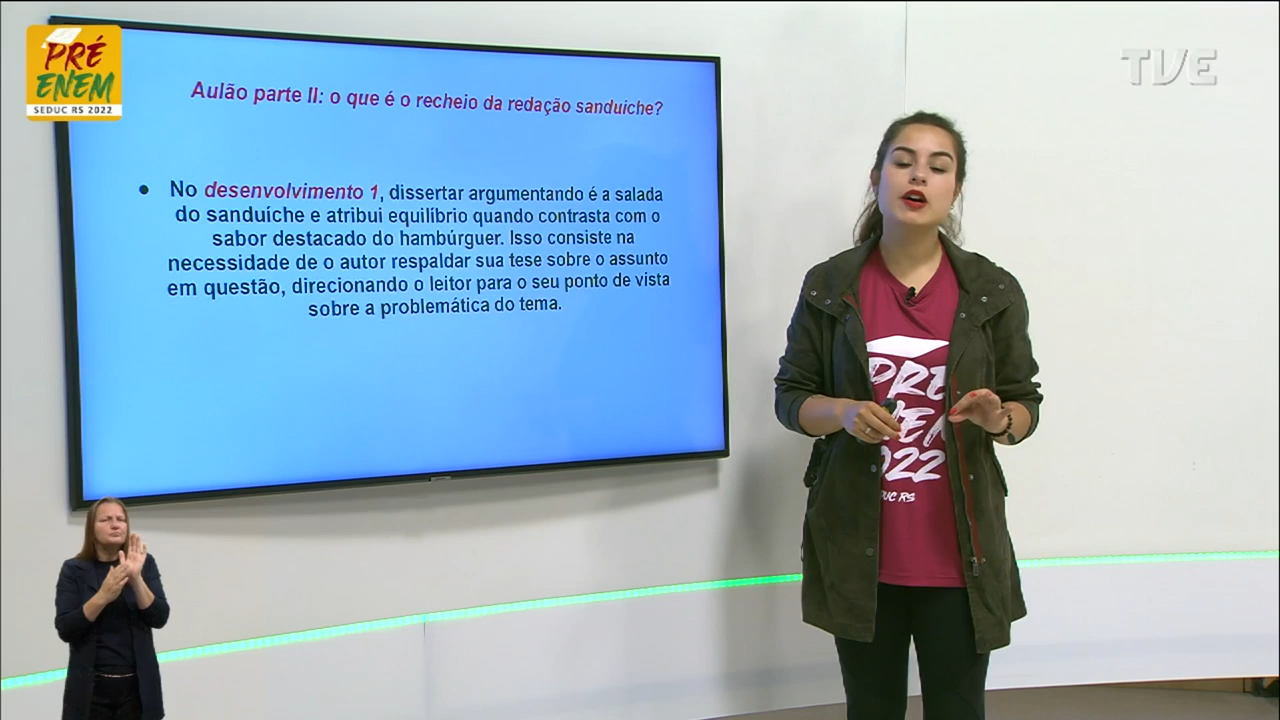 PRÉ
ENEM
SEDUC RS 2022
TVE
Aulão parte II: o que é o recheio da redação sanduíche?
• No desenvolvimento 1, dissertar argumentando é a salada
do sanduíche e atribui equilíbrio quando contrasta com o
sabor destacado do hambúrguer. Isso consiste na
necessidade de o autor respaldar sua tese sobre o assunto
em questão, direcionando o leitor para o seu ponto de vista
sobre a problemática do tema.
PRÉ
2022
RS